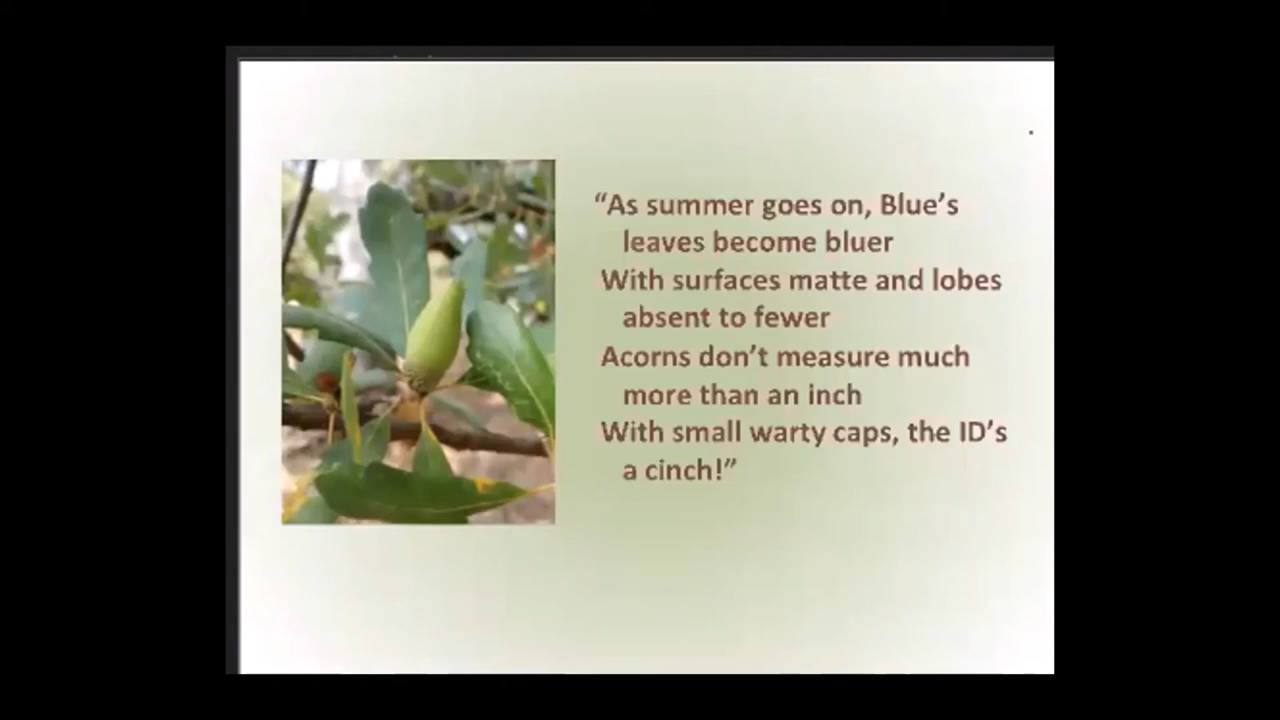 “As summer goes on, Blue’s
leaves become bluer
With surfaces matte and lobes
absent to fewer
Acorns don’t measure much
more than an inch
With small warty caps, the ID’s
a cinch!”